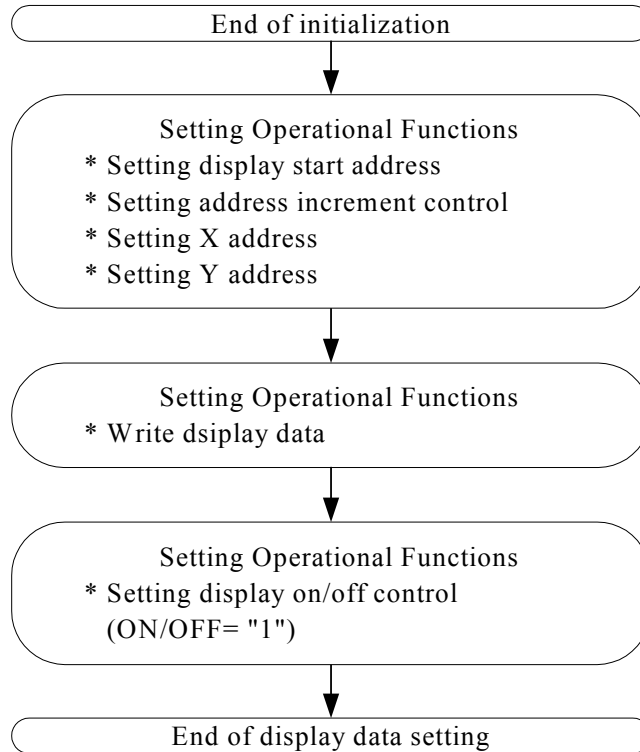 End of initialization
Setting Operational Functions
* Setting display start address
* Setting address increment control
* Setting X address
* Setting Y address
Setting Operational Functions
* Write dsiplay data
Setting Operational Functions
* Setting display on/off control
(ON/OFF= "1")
End of display data setting